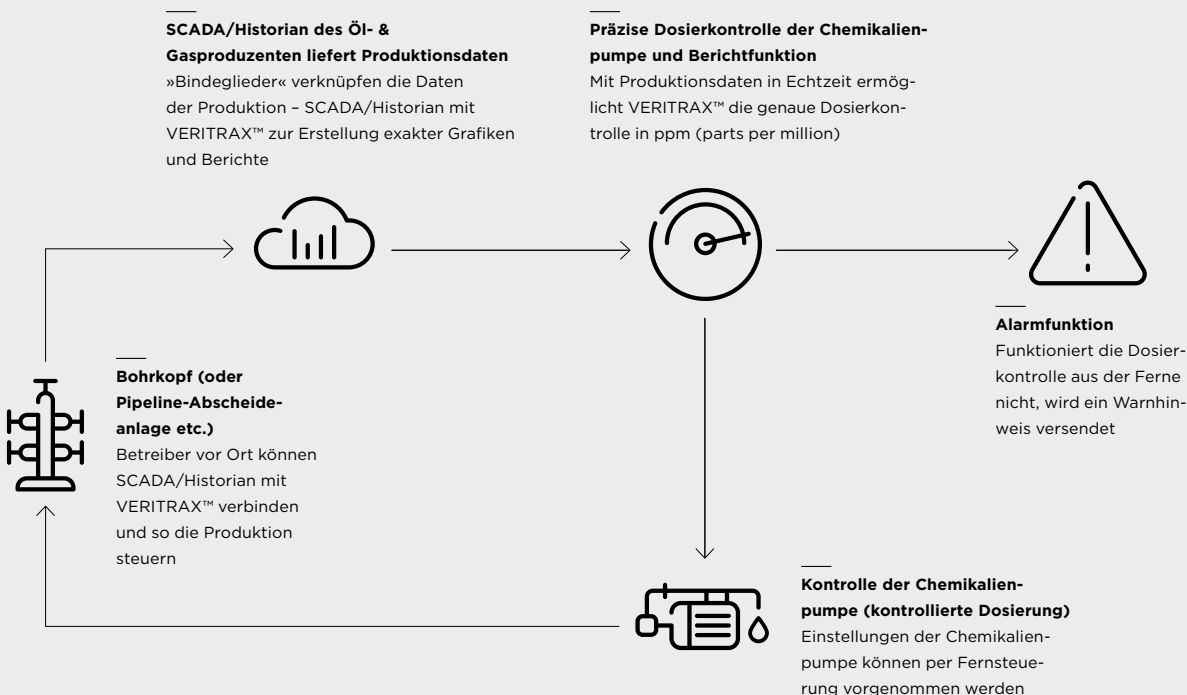 SCADA/Historian des Öl- &
Gasproduzenten liefert Produktionsdaten
»Bindeglieder« verknüpfen die Daten
der Produktion – SCADA/Historian mit
VERITRAX™ zur Erstellung exakter Grafiken
und Berichte
Präzise Dosierkontrolle der Chemikalien-
pumpe und Berichtfunktion
Mit Produktionsdaten in Echtzeit ermög-
licht VERITRAX™ die genaue Dosierkon-
trolle in ppm (parts per million)
Alarmfunktion
Funktioniert die Dosier-
kontrolle aus der Ferne
nicht, wird ein Warnhin-
weis versendet
Bohrkopf (oder
Pipeline-Abscheide-
anlage etc.)
Betreiber vor Ort können
SCADA/Historian mit
VERITRAX™ verbinden
und so die Produktion
steuern
Kontrolle der Chemikalien-
pumpe (kontrollierte Dosierung)
Einstellungen der Chemikalien-
pumpe können per Fernsteue-
rung vorgenommen werden